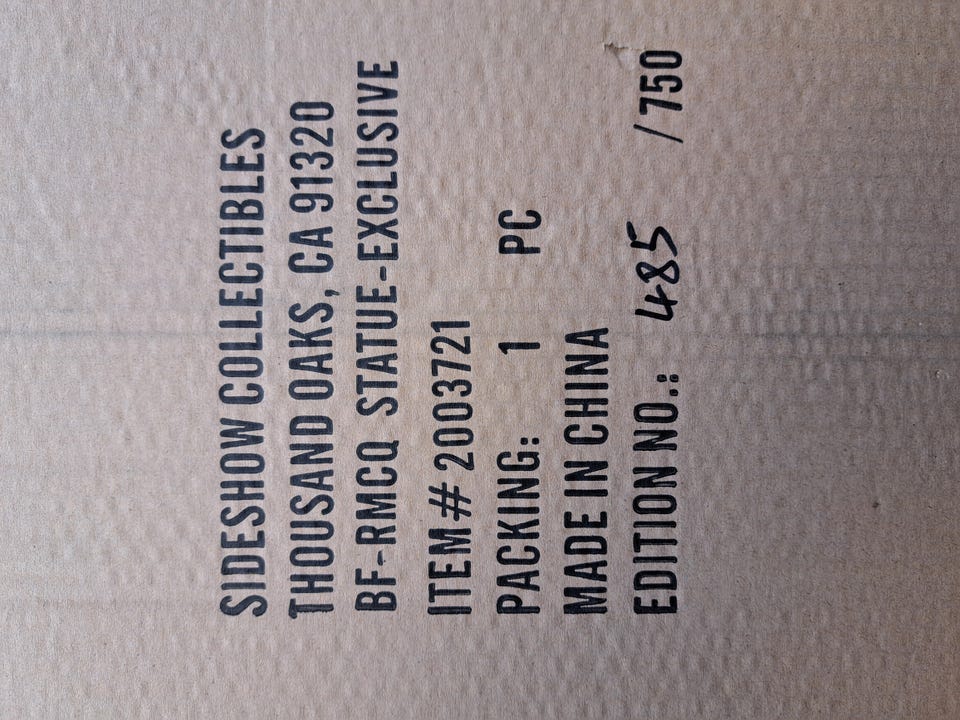 SIDESHOW COLLECTIBLES
THOUSAND OAKS, CA 91320
BF-RMCQ STATUE-EXCLUSIVE
ITEM# 2003721
PACKING: 1 PC
MADE IN CHINA
EDITION NO.: 485 /750